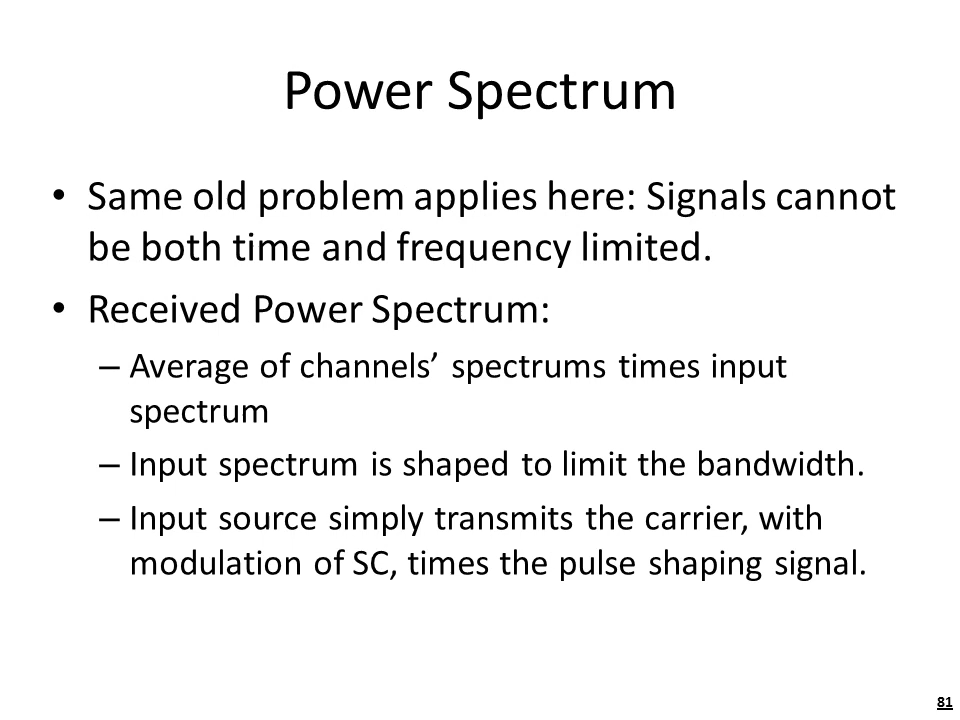 Power Spectrum
• Same old problem applies here: Signals cannot
be both time and frequency limited.
• Received Power Spectrum:
– Average of channels’ spectrums times input
spectrum
– Input spectrum is shaped to limit the bandwidth.
– Input source simply transmits the carrier, with
modulation of SC, times the pulse shaping signal.
81